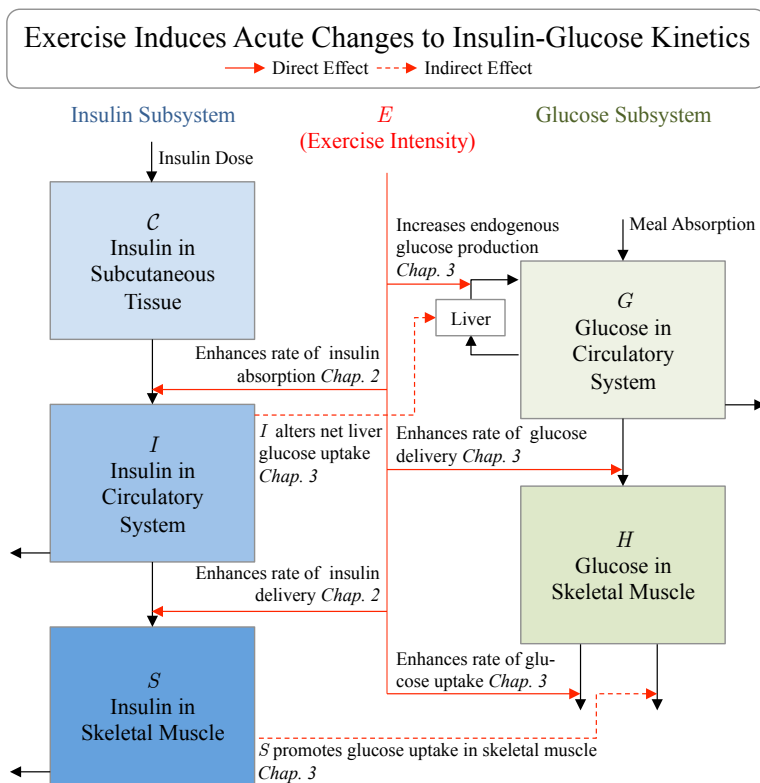 Exercise Induces Acute Changes to Insulin-Glucose Kinetics
Direct Effect
Indirect Effect
Insulin Subsystem
E
(Exercise Intensity)
Glucose Subsystem
Insulin Dose
C
Insulin in
Subcutaneous
Tissue
Increases endogenous
glucose production
Chap. 3
Meal Absorption
Liver
G
Glucose in
Circulatory
System
Enhances rate of insulin
absorption Chap. 2
I
Insulin in
Circulatory
System
I alters net liver
glucose uptake
Chap. 3
Enhances rate of glucose
delivery Chap. 3
H
Glucose in
Skeletal Muscle
Enhances rate of insulin
delivery Chap. 2
S
Insulin in
Skeletal Muscle
Enhances rate of glu-
cose uptake Chap. 3
S promotes glucose uptake in skeletal muscle
Chap. 3